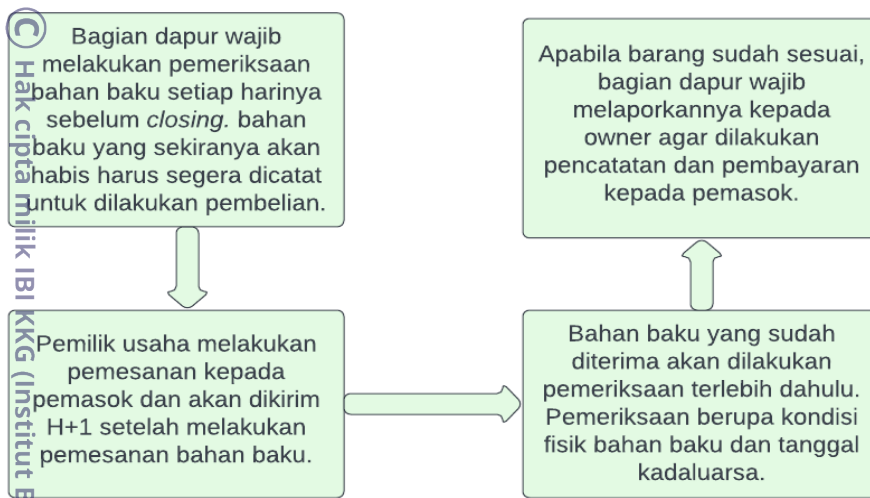 Bagian dapur wajib
melakukan pemeriksaan
bahan baku setiap harinya
sebelum closing. bahan
baku yang sekiranya akan
habis harus segera dicatat
untuk dilakukan pembelian.
Pemilik usaha melakukan
pemesanan kepada
pemasok dan akan dikirim
H+1 setelah melakukan
pemesanan bahan baku.
Bahan baku yang sudah
diterima akan dilakukan
pemeriksaan terlebih dahulu.
Pemeriksaan berupa kondisi
fisik bahan baku dan tanggal
kadaluarsa.
Apabila barang sudah sesuai,
bagian dapur wajib
melaporkannya kepada
owner agar dilakukan
pencatatan dan pembayaran
kepada pemasok.
© Hak cipta milik IBI KKG (Institut B